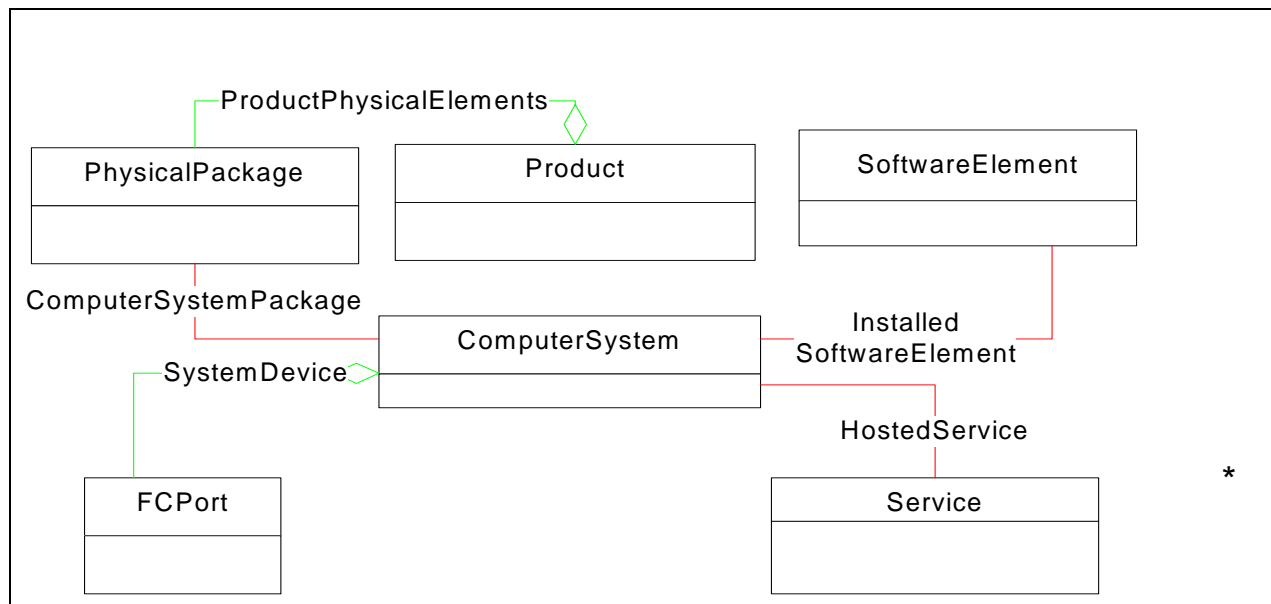 ProductPhysicalElements
PhysicalPackage
Product
SoftwareElement
ComputerSystemPackage
ComputerSystem
Installed
SoftwareElement
SystemDevice
HostedService
*
FCPort
Service